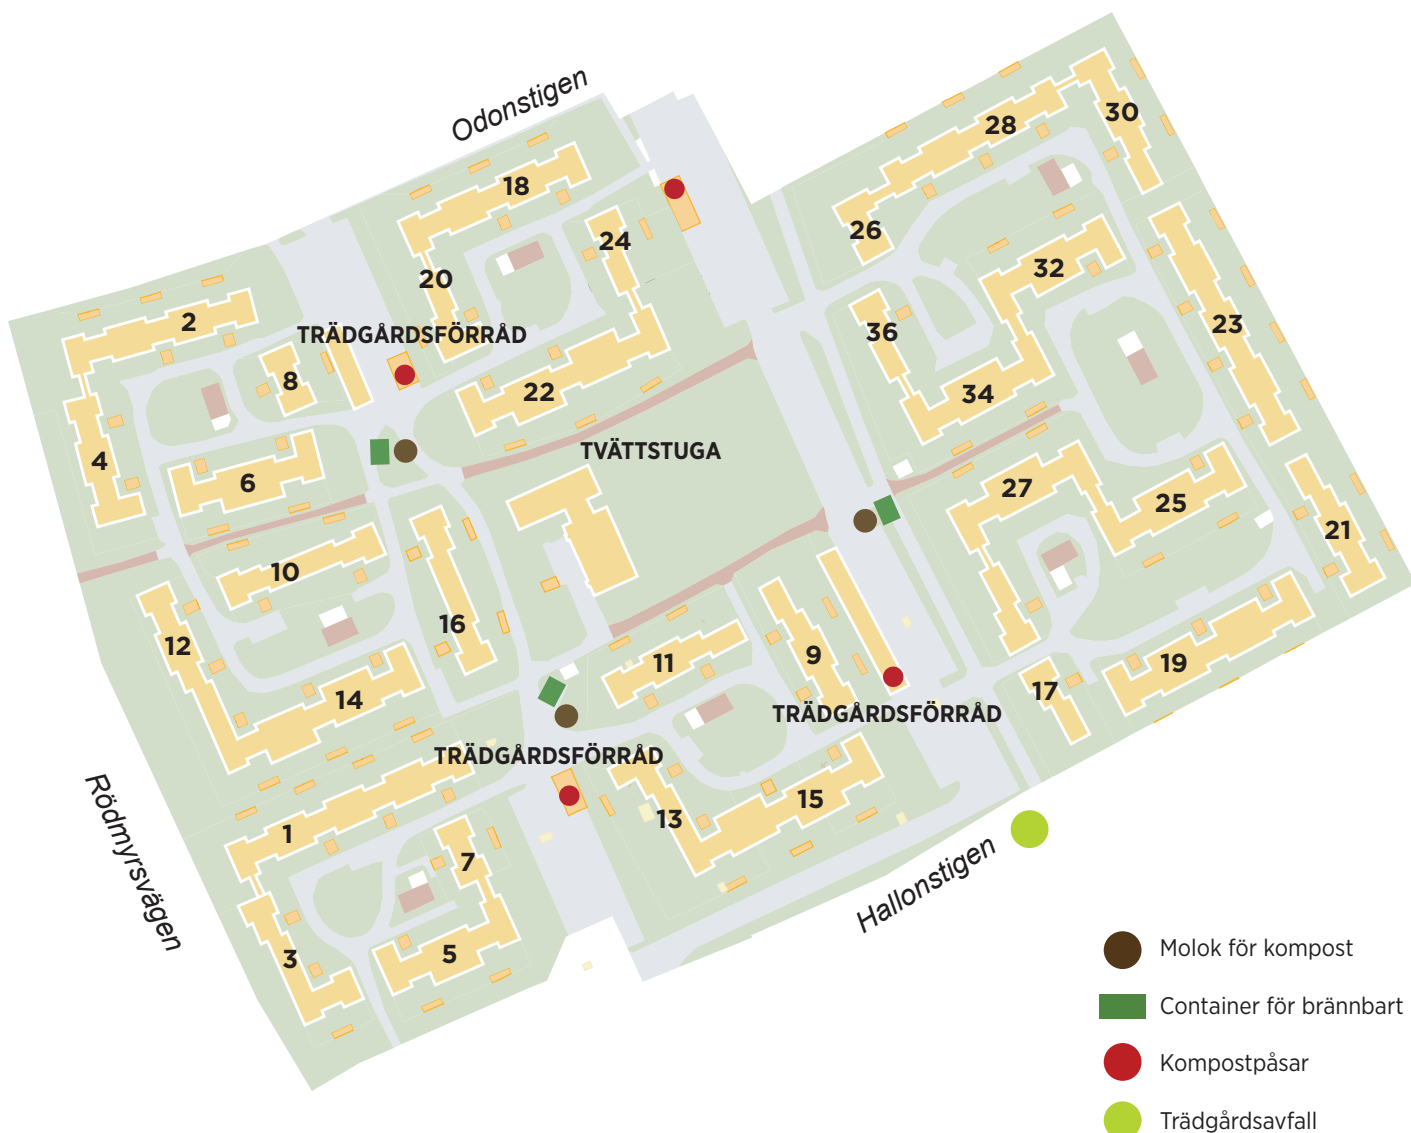 Odonstigen
30
28
18
26
24
32
20
2
TRÄDGÅRDSFÖRRÅD
36
23
8
22
34
TVÄTTSTUGA
4
6
27
25
21
10
16
12
11
9
19
14
17
TRÄDGÅRDSFÖRRÅD
TRÄDGÅRDSFÖRRÅD
Rödmyrsvägen
1
13
15
7
Hallonstigen
3
5
Molok för kompost
Container för brännbart
Kompostpåsar
Trädgårdsavfall